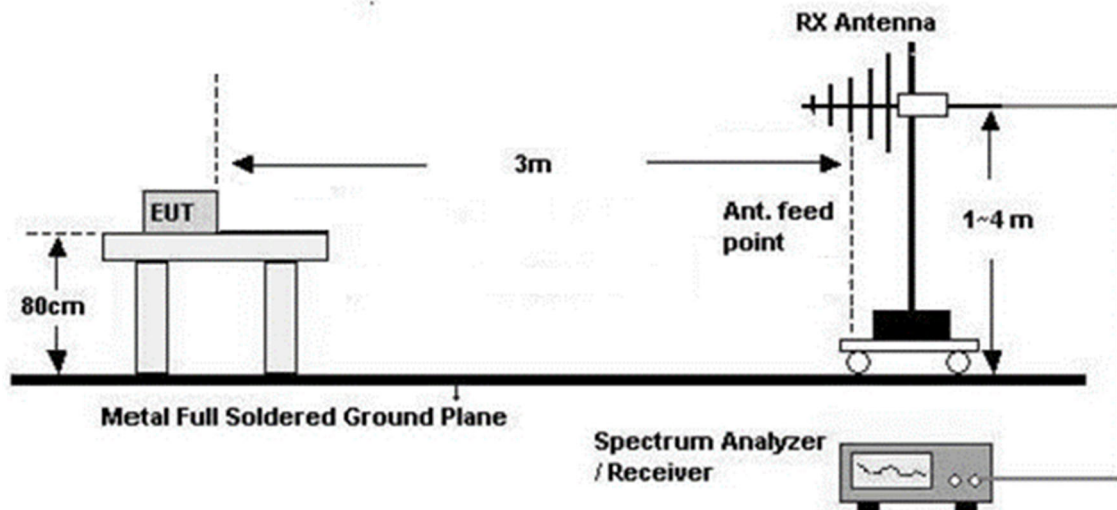 RX Antenna
3m
EUT
Ant. feed
point
1~4 m
80cm
Metal Full Soldered Ground Plane
Spectrum Analyzer
/ Receiver